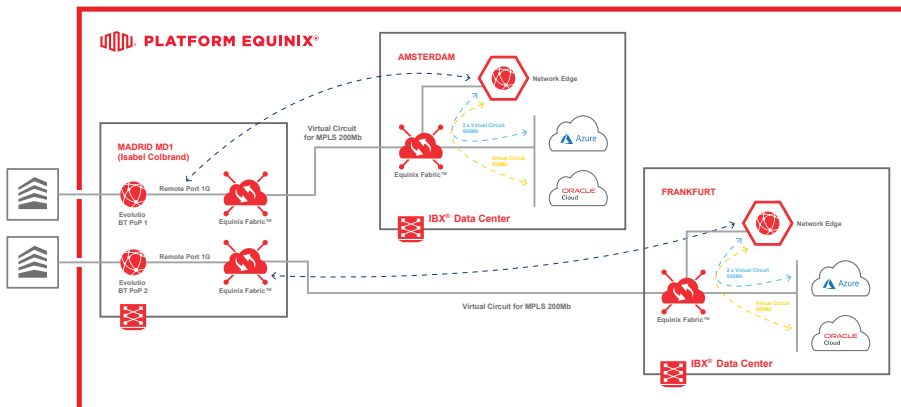 PLATFORM EQUINIX®
AMSTERDAM
Network Edge
2 x Virtual Circuit
500Mb
Virtual Circuit
500Mb
Azure
ORACLE
Cloud
Equinix Fabric™
IBX® Data Center
Virtual Circuit
for MPLS 200Mb
MADRID MD1
(Isabel Colbrand)
Remote Port 1G
Evolutio
BT PoP 1
Equinix Fabric™
Remote Port 1G
Evolutio
BT PoP 2
Equinix Fabric™
Virtual Circuit for MPLS 200Mb
FRANKFURT
Network Edge
2 x Virtual Circuit
Virtual Circuit
Azure
ORACLE
Cloud
Equinix Fabric™
IBX® Data Center